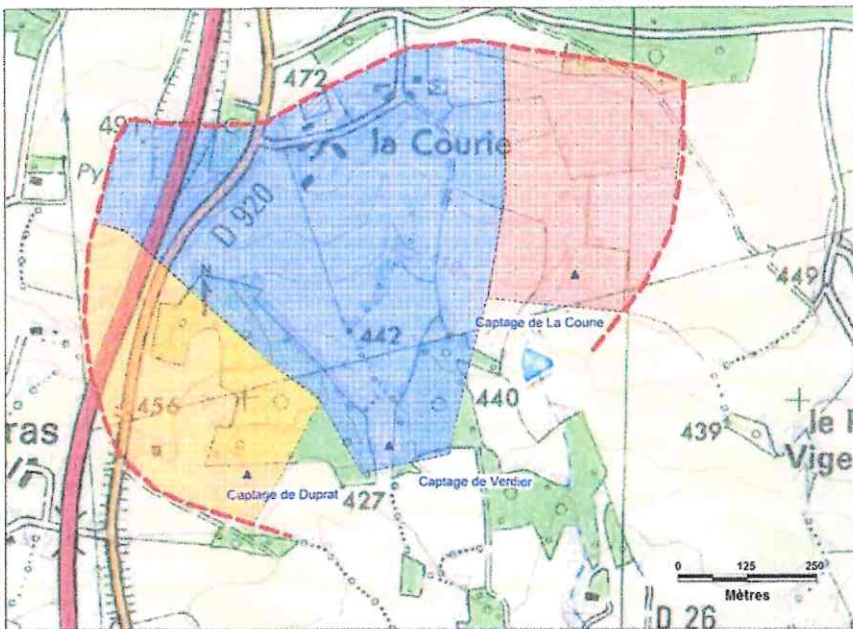 472
49
la Courie
Py
D 920
449
Captage de La Courie
442
440
456
439
le
Vige
ras
Captage de Duprat
427
Captage de Verdier
0 125 250
Mètres
D 26